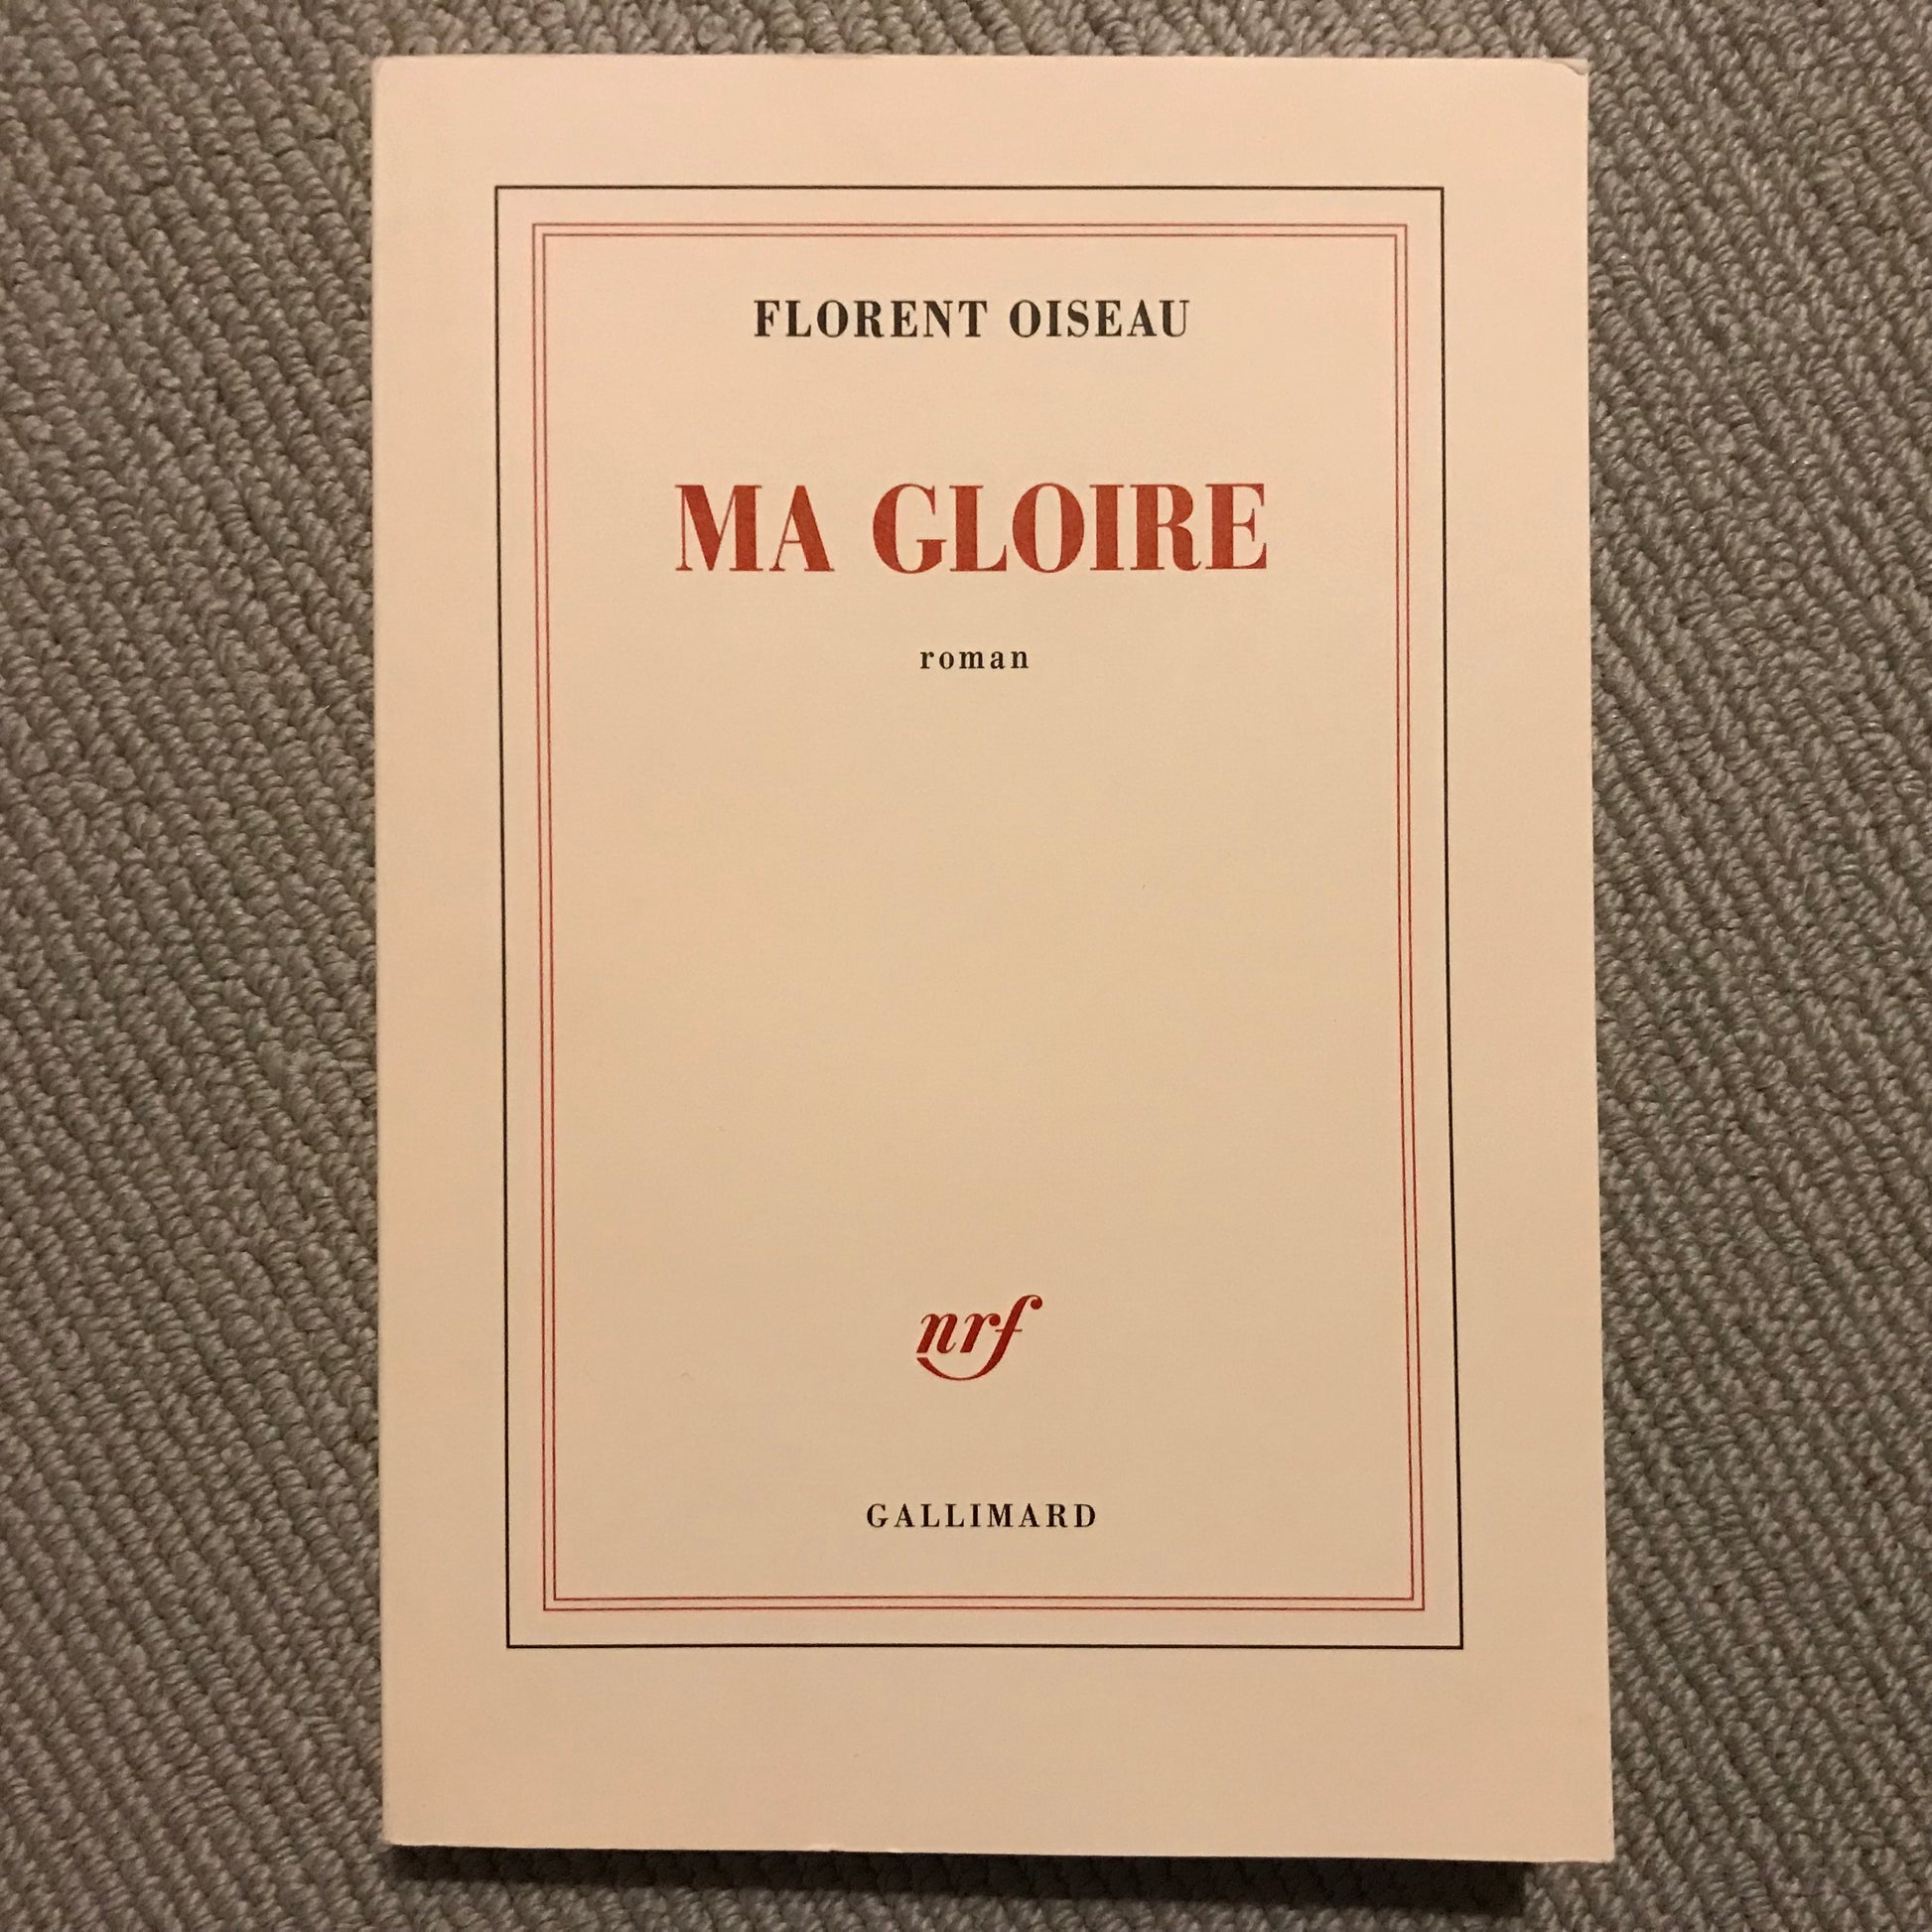 FLORENT OISEAU
MA GLOIRE
roman
nrf
GALLIMARD